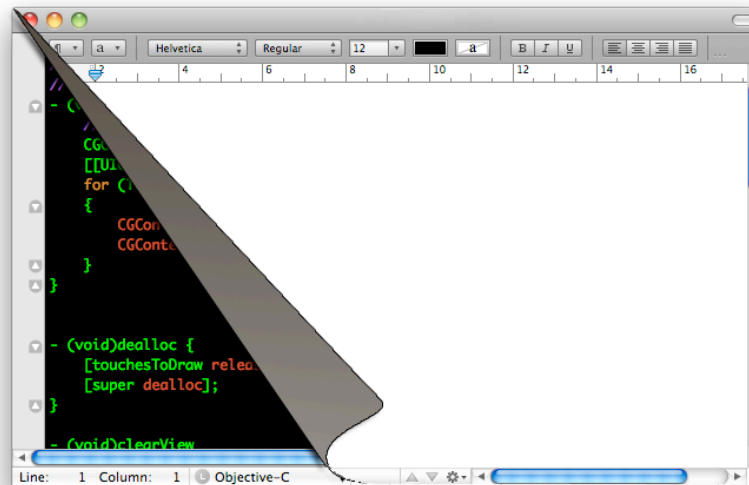 ¶ a Helvetica Regular 12 a B I U ...
2 4 6 8 10 12 14 16
//
- (
//
CGC
[[UI
for (
{
CGCon
CGConte
}
}
- (void)dealloc {
[touchesToDraw relea
[super dealloc];
}
- (void)clearView
Line: 1 Column: 1 L Objective-C